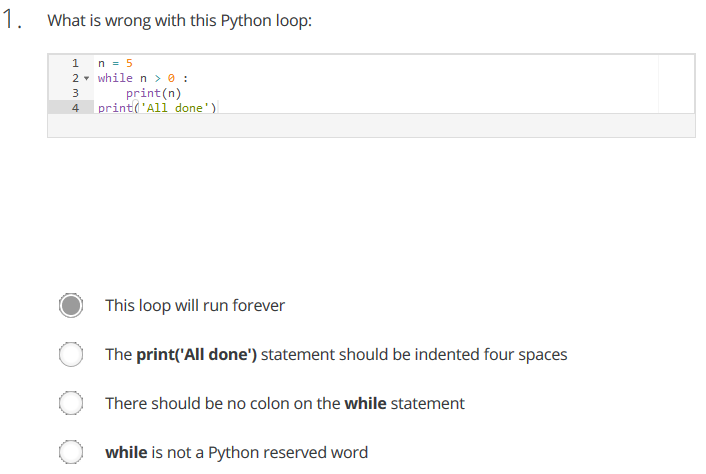 1. What is wrong with this Python loop:
1 n = 5
2 while n > 0 :
3     print(n)
4 print('All done')
This loop will run forever
The print('All done') statement should be indented four spaces
There should be no colon on the while statement
while is not a Python reserved word